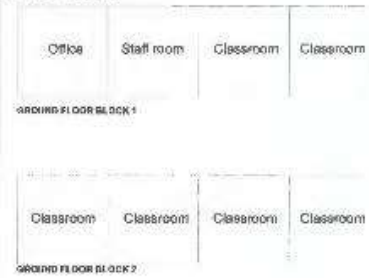 Office Staff room Classroom Classroom
GROUND FLOOR BLOCK 1
Classroom Classroom Classroom Classroom
GROUND FLOOR BLOCK 2